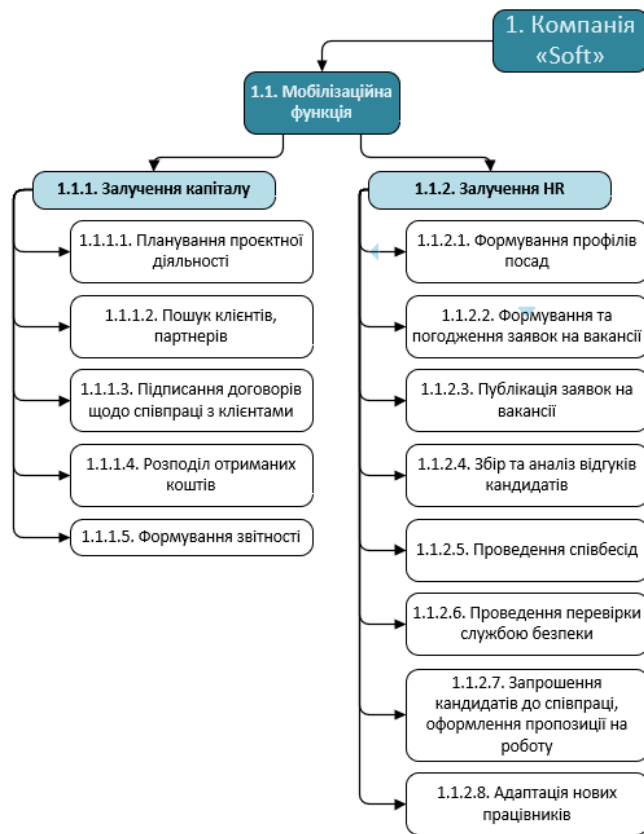 1. Компанія
«Soft»
1.1. Мобілізаційна
функція
1.1.1. Залучення капіталу
1.1.1.1. Планування проєктної
діяльності
1.1.1.2. Пошук клієнтів,
партнерів
1.1.1.3. Підписання договорів
щодо співпраці з клієнтами
1.1.1.4. Розподіл отриманих
коштів
1.1.1.5. Формування звітності
1.1.2. Залучення HR
1.1.2.1. Формування профілів
посад
1.1.2.2. Формування та
погодження заявок на вакансії
1.1.2.3. Публікація заявок на
вакансії
1.1.2.4. Збір та аналіз відгуків
кандидатів
1.1.2.5. Проведення співбесід
1.1.2.6. Проведення перевірки
службою безпеки
1.1.2.7. Запрошення
кандидатів до співпраці,
оформлення пропозиції на
роботу
1.1.2.8. Адаптація нових
працівників